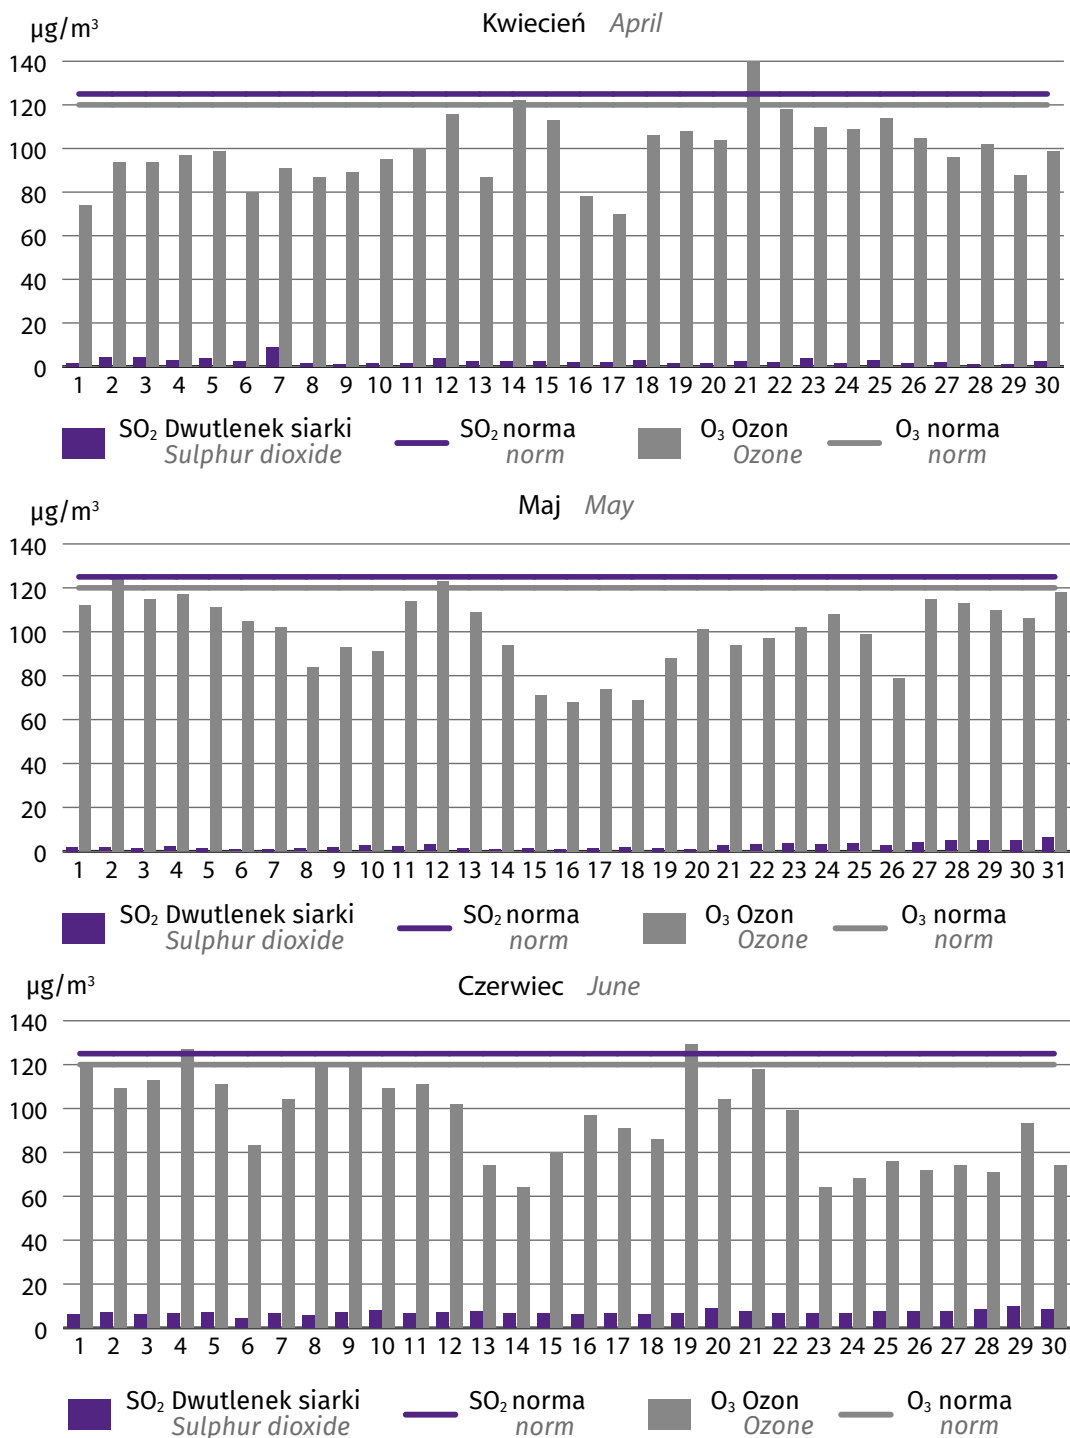 µg/m³
Kwiecień April
140
120
100
80
60
40
20
0
1 2 3 4 5 6 7 8 9 10 11 12 13 14 15 16 17 18 19 20 21 22 23 24 25 26 27 28 29 30
SO₂ Dwutlenek siarki SO₂ norma O₃ Ozon O₃ norma
Sulphur dioxide norm Ozone norm
µg/m³
Maj May
140
120
100
80
60
40
20
0
1 2 3 4 5 6 7 8 9 10 11 12 13 14 15 16 17 18 19 20 21 22 23 24 25 26 27 28 29 30 31
SO₂ Dwutlenek siarki SO₂ norma O₃ Ozon O₃ norma
Sulphur dioxide norm Ozone norm
µg/m³
Czerwiec June
140
120
100
80
60
40
20
0
1 2 3 4 5 6 7 8 9 10 11 12 13 14 15 16 17 18 19 20 21 22 23 24 25 26 27 28 29 30
SO₂ Dwutlenek siarki SO₂ norma O₃ Ozon O₃ norma
Sulphur dioxide norm Ozone norm